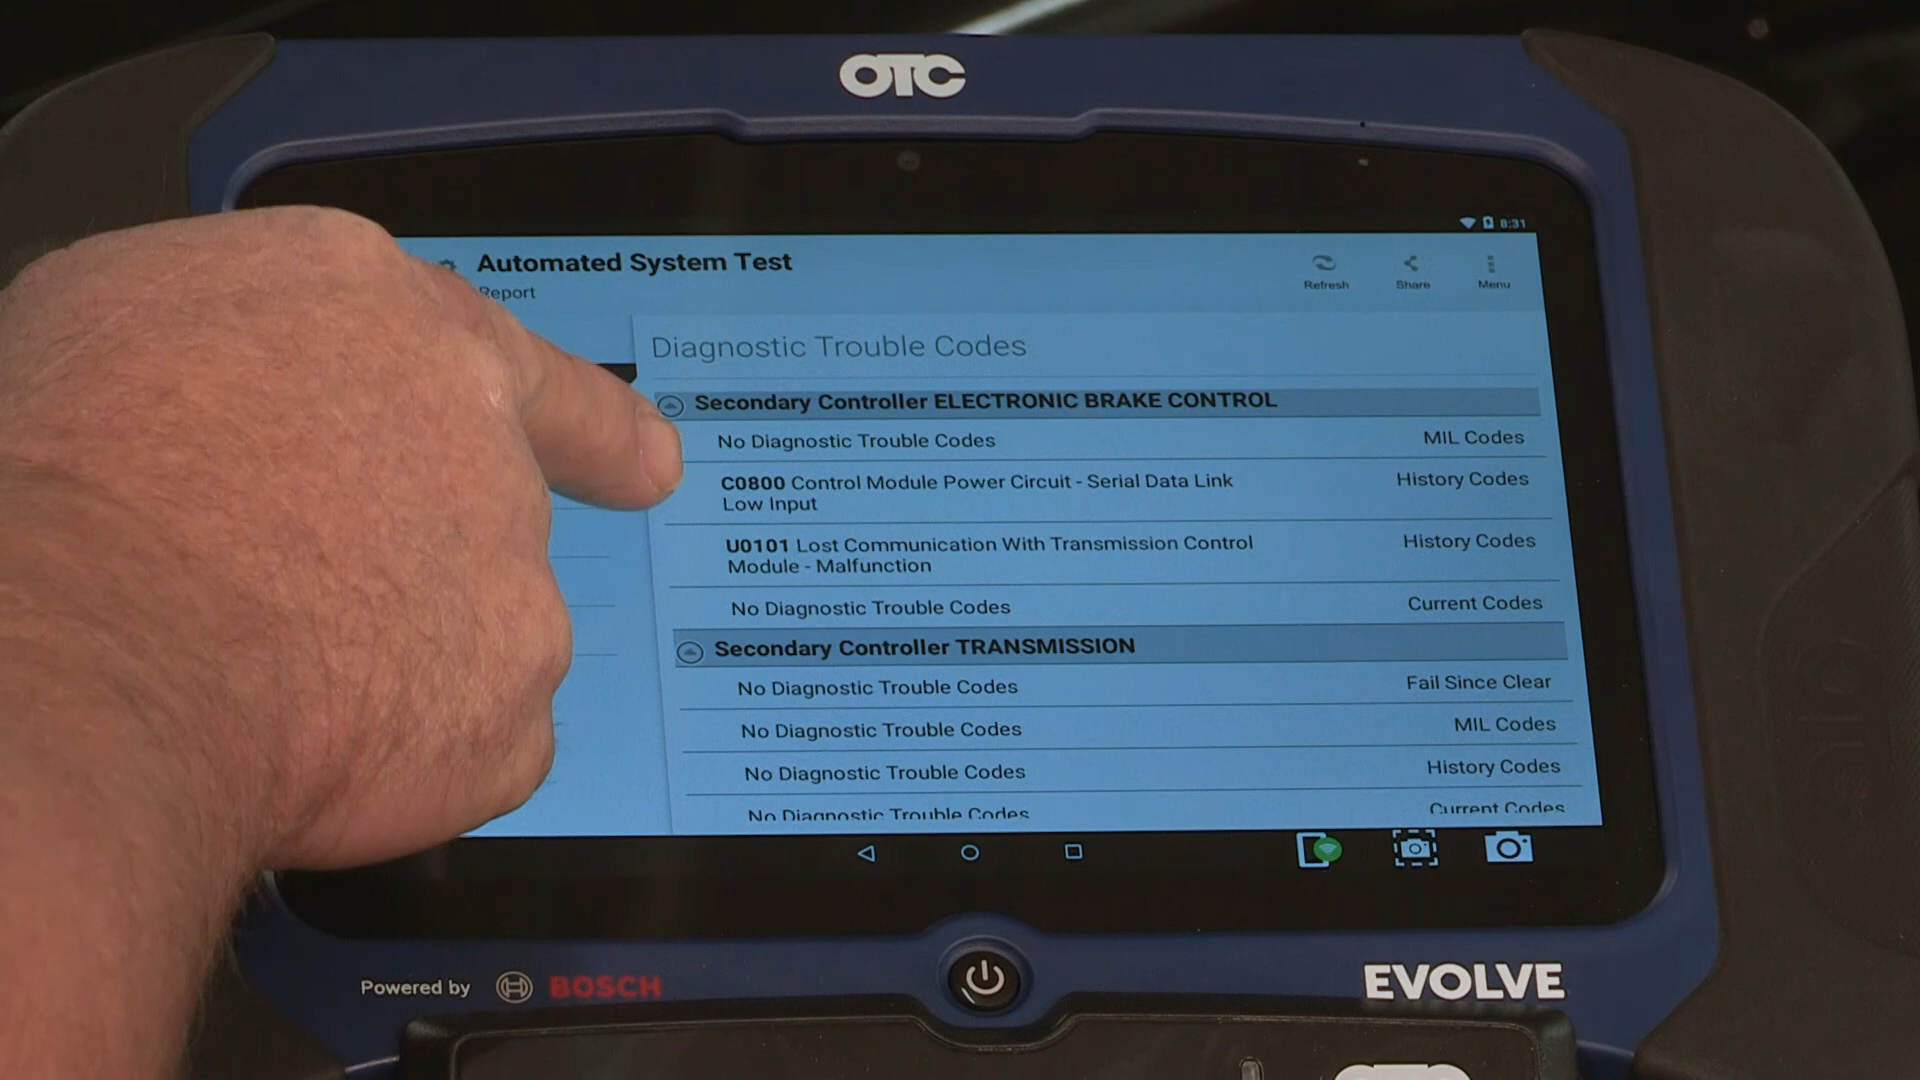 OTC
8:31
Automated System Test
Report
Refresh
Share
Menu
Diagnostic Trouble Codes
Secondary Controller ELECTRONIC BRAKE CONTROL
No Diagnostic Trouble Codes MIL Codes
C0800 Control Module Power Circuit - Serial Data Link History Codes
Low Input
U0101 Lost Communication With Transmission Control History Codes
Module - Malfunction
No Diagnostic Trouble Codes Current Codes
Secondary Controller TRANSMISSION
No Diagnostic Trouble Codes Fail Since Clear
No Diagnostic Trouble Codes MIL Codes
No Diagnostic Trouble Codes History Codes
No Diagnostic Trouble Codes Current Codes
Powered by BOSCH
EVOLVE
OTC
OTC